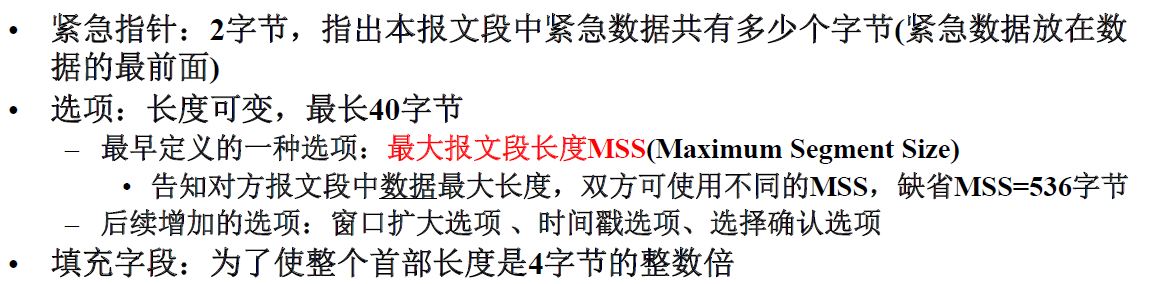 • 紧急指针：2字节，指出本报文段中紧急数据共有多少个字节(紧急数据放在数
据的最前面)
• 选项：长度可变，最长40字节
– 最早定义的一种选项：最大报文段长度MSS(Maximum Segment Size)
• 告知对方报文段中数据最大长度，双方可使用不同的MSS，缺省MSS=536字节
– 后续增加的选项：窗口扩大选项 、时间戳选项、选择确认选项
• 填充字段：为了使整个首部长度是4字节的整数倍